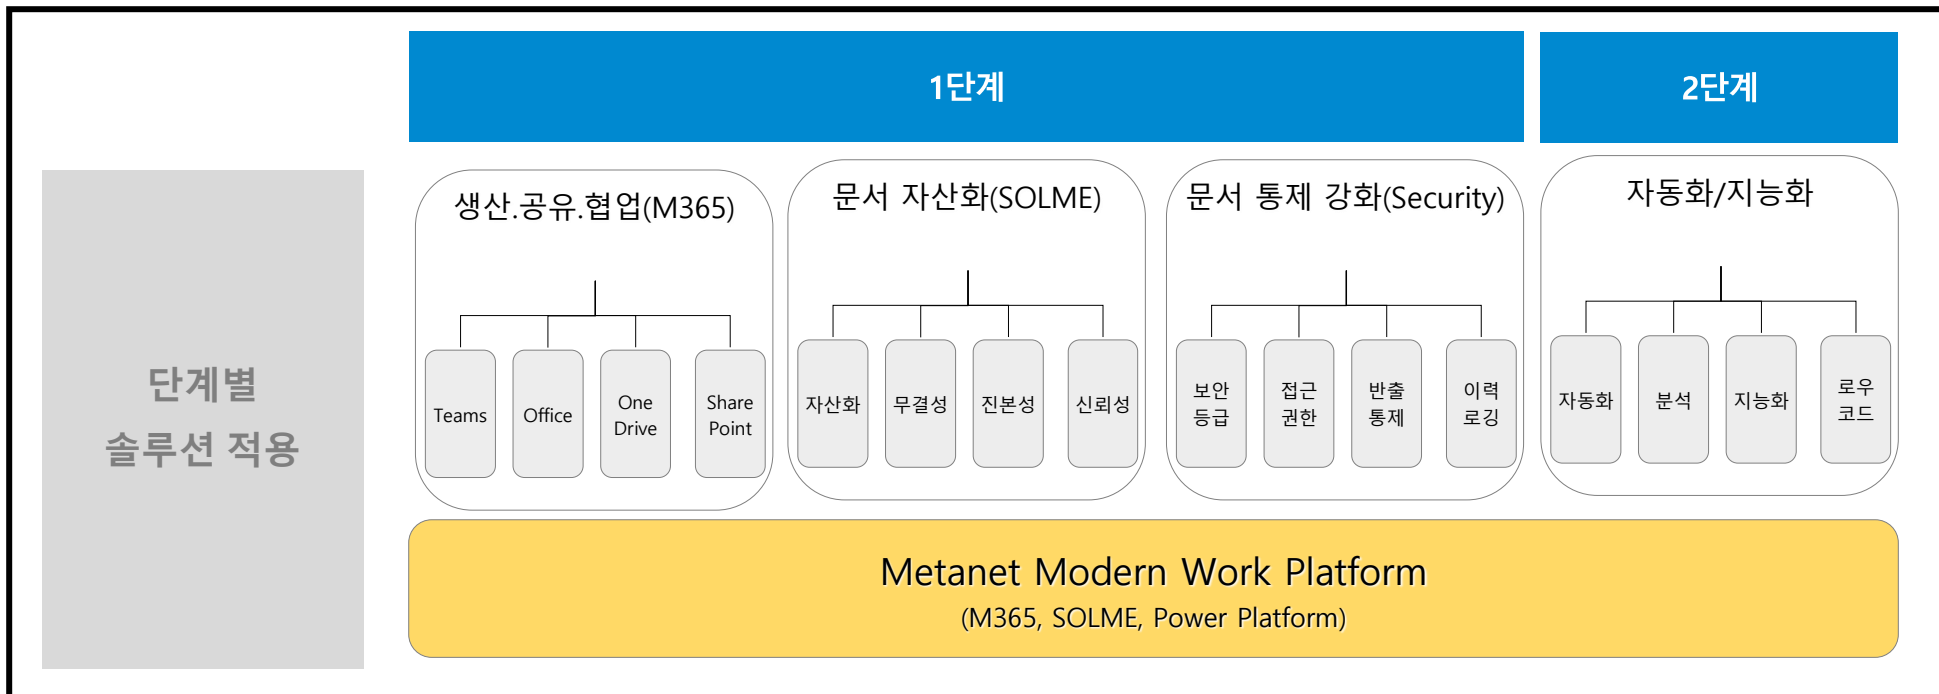 1단계
2단계
단계별
솔루션 적용
생산.공유.협업(M365)
Teams
Office
One
Drive
Share
Point
문서 자산화(SOLME)
자산화
무결성
진본성
신뢰성
문서 통제 강화(Security)
보안
등급
접근
권한
반출
통제
이력
로깅
자동화/지능화
자동화
분석
지능화
로우
코드
Metanet Modern Work Platform
(M365, SOLME, Power Platform)